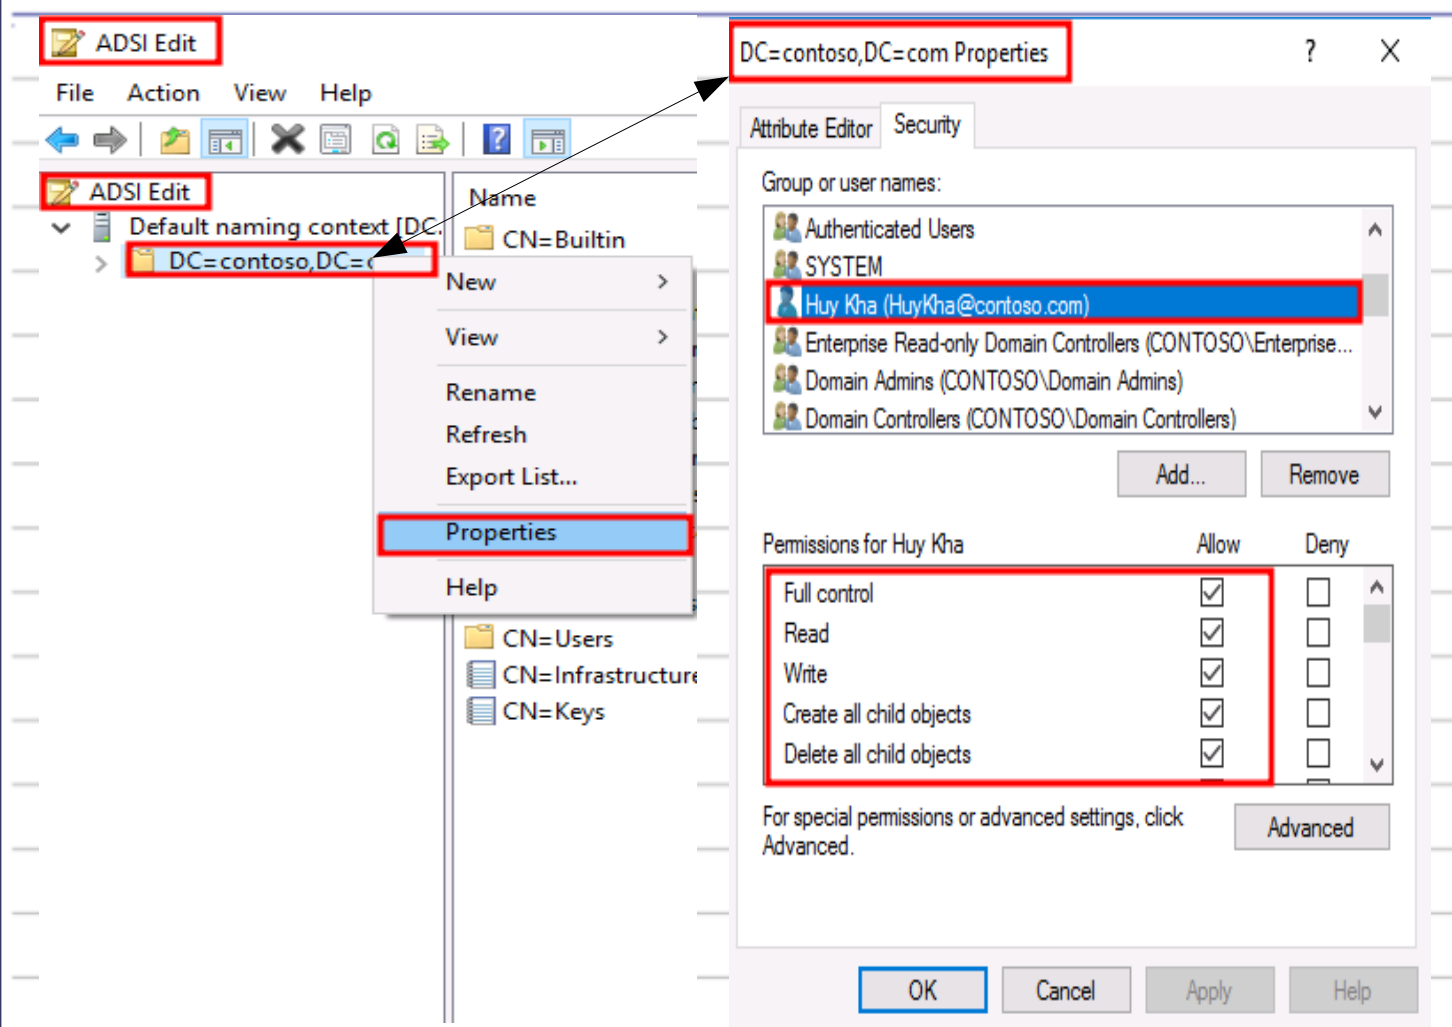 ADSI Edit
File Action View Help
ADSI Edit
Default naming context [DC.
DC=contoso,DC=c
Name
CN=Builtin
New
View
Rename
Refresh
Export List...
Properties
Help
CN=Users
CN=Infrastructure
CN=Keys
DC=contoso,DC=com Properties
Attribute Editor Security
Group or user names:
Authenticated Users
SYSTEM
Huy Kha (HuyKha@contoso.com)
Enterprise Read-only Domain Controllers (CONTOSO\Enterprise...
Domain Admins (CONTOSO\Domain Admins)
Domain Controllers (CONTOSO\Domain Controllers)
Add... Remove
Permissions for Huy Kha Allow Deny
Full control
Read
Write
Create all child objects
Delete all child objects
For special permissions or advanced settings, click
Advanced.
Advanced
OK Cancel Apply Help